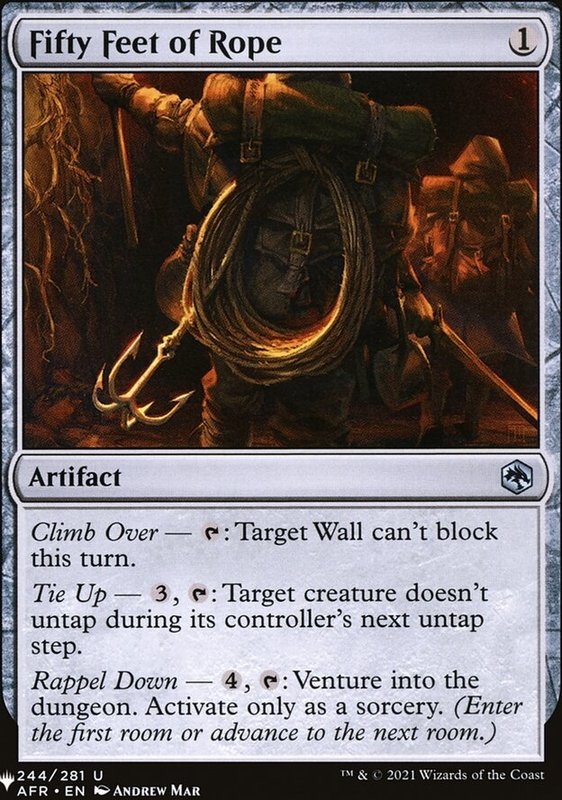 Fifty Feet of Rope 1
Artifact
Climb Over — : Target Wall can't block
this turn.
Tie Up — 3, : Target creature doesn't
untap during its controller's next untap
step.
Rappel Down — 4, : Venture into the
dungeon. Activate only as a sorcery. (Enter
the first room or advance to the next room.)
244/281 U
AFR • EN Andrew Mar
™ & © 2021 Wizards of the Coast